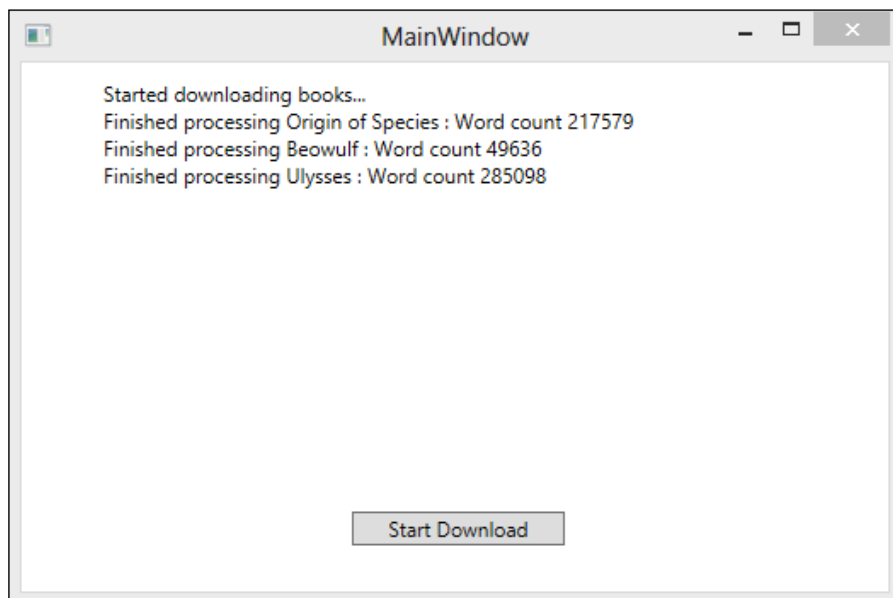 MainWindow
Started downloading books...
Finished processing Origin of Species : Word count 217579
Finished processing Beowulf : Word count 49636
Finished processing Ulysses : Word count 285098
Start Download